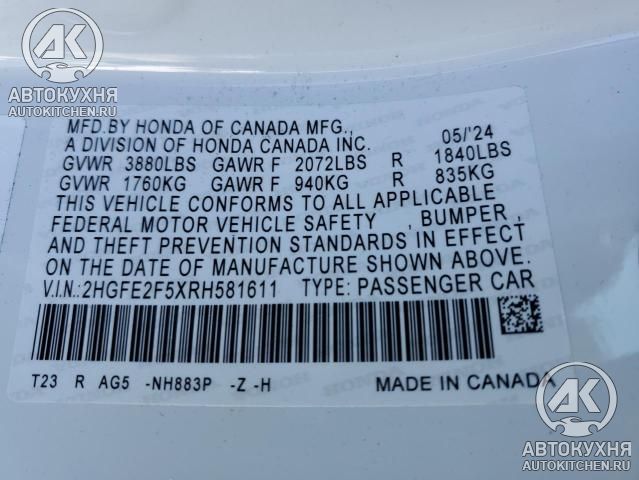 AK
АВТОКУХНЯ
AUTOKITCHEN.RU
MFD.BY HONDA OF CANADA MFG., 05/'24
A DIVISION OF HONDA CANADA INC.
GVWR 3880LBS GAWR F 2072LBS R 1840LBS
GVWR 1760KG GAWR F 940KG R 835KG
THIS VEHICLE CONFORMS TO ALL APPLICABLE
FEDERAL MOTOR VEHICLE SAFETY , BUMPER ,
AND THEFT PREVENTION STANDARDS IN EFFECT
ON THE DATE OF MANUFACTURE SHOWN ABOVE.
V.I.N.:2HGFE2F5XRH581611 TYPE: PASSENGER CAR
T23 R AG5 -NH883P -Z -H MADE IN CANADA
AK
АВТОКУХНЯ
AUTOKITCHEN.RU